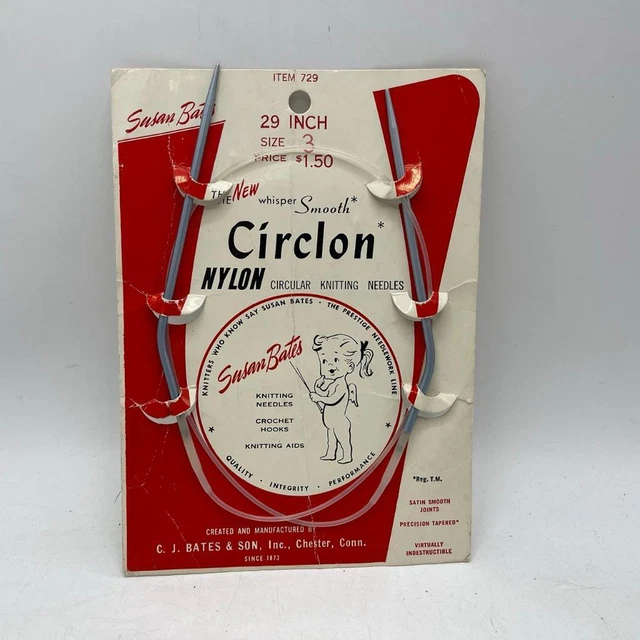 ITEM 729
Susan Bates
29 INCH
SIZE 3
PRICE $1.50
THE New
whisper Smooth*
Circlon*
NYLON CIRCULAR KNITTING NEEDLES
KNITTERS WHO KNOW SAY SUSAN BATES · THE PRESTIGE NEEDLEWORK LINE
Susan Bates
KNITTING
NEEDLES
CROCHET
HOOKS
KNITTING AIDS
* QUALITY · INTEGRITY · PERFORMANCE *
*Reg. T.M.
SATIN SMOOTH
JOINTS
PRECISION TAPERED*
VIRTUALLY
INDESTRUCTIBLE
CREATED AND MANUFACTURED BY
C. J. BATES & SON, Inc., Chester, Conn.
SINCE 1873